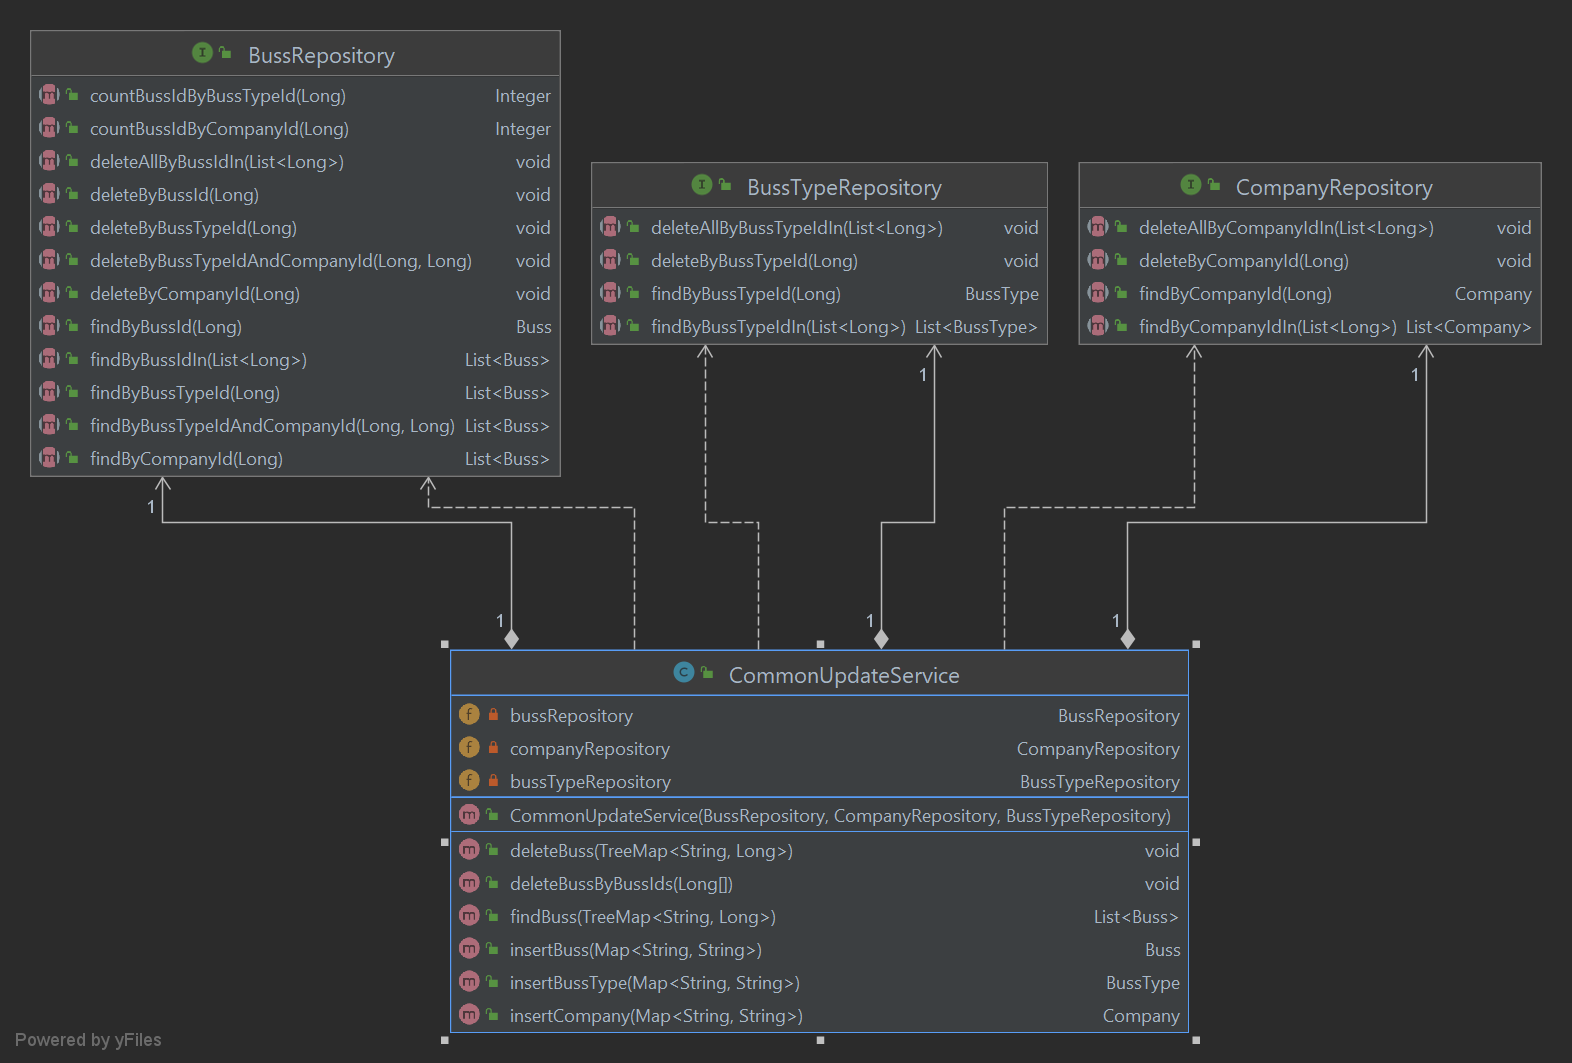 BussRepository
countBussIdByBussTypeId(Long) Integer
countBussIdByCompanyId(Long) Integer
deleteAllByBussIdIn(List<Long>) void
deleteByBussId(Long) void
deleteByBussTypeId(Long) void
deleteByBussTypeIdAndCompanyId(Long, Long) void
deleteByCompanyId(Long) void
findByBussId(Long) Buss
findByBussIdIn(List<Long>) List<Buss>
findByBussTypeId(Long) List<Buss>
findByBussTypeIdAndCompanyId(Long, Long) List<Buss>
findByCompanyId(Long) List<Buss>
BussTypeRepository
deleteAllByBussTypeIdIn(List<Long>) void
deleteByBussTypeId(Long) void
findByBussTypeId(Long) BussType
findByBussTypeIdIn(List<Long>) List<BussType>
CompanyRepository
deleteAllByCompanyIdIn(List<Long>) void
deleteByCompanyId(Long) void
findByCompanyId(Long) Company
findByCompanyIdIn(List<Long>) List<Company>
1
1
1
1
1
1
CommonUpdateService
bussRepository BussRepository
companyRepository CompanyRepository
bussTypeRepository BussTypeRepository
CommonUpdateService(BussRepository, CompanyRepository, BussTypeRepository)
deleteBuss(TreeMap<String, Long>) void
deleteBussByBussIds(Long[]) void
findBuss(TreeMap<String, Long>) List<Buss>
insertBuss(Map<String, String>) Buss
insertBussType(Map<String, String>) BussType
insertCompany(Map<String, String>) Company
Powered by yFiles